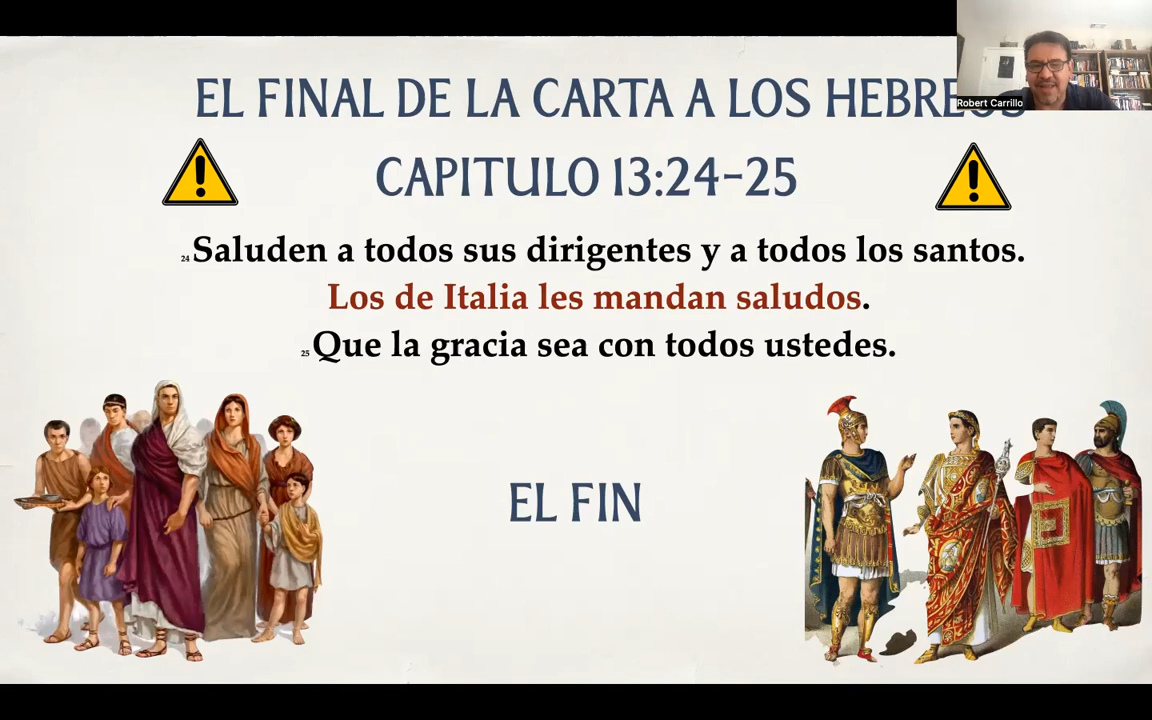 EL FINAL DE LA CARTA A LOS HEBREOS
Robert Carrillo
CAPITULO 13:24-25
24 Saluden a todos sus dirigentes y a todos los santos.
Los de Italia les mandan saludos.
25 Que la gracia sea con todos ustedes.
EL FIN